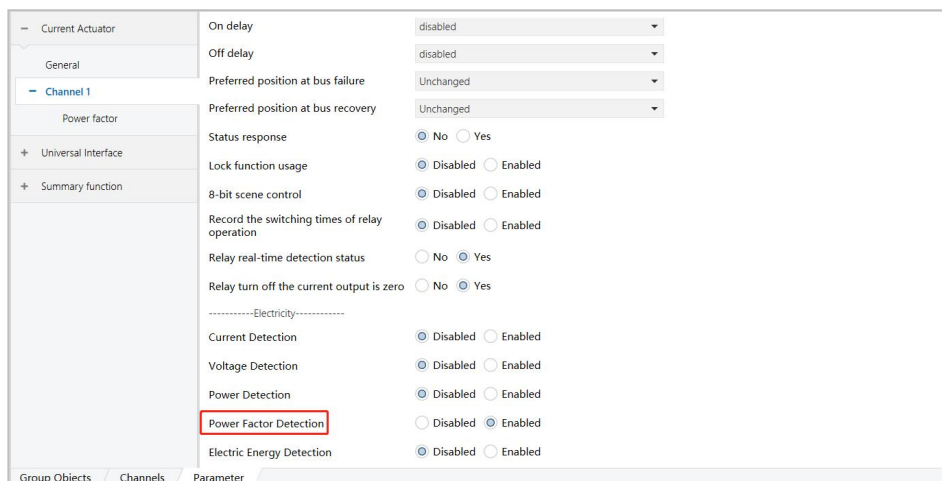 − Current Actuator
General
− Channel 1
Power factor
+ Universal Interface
+ Summary function
On delay disabled
Off delay disabled
Preferred position at bus failure Unchanged
Preferred position at bus recovery Unchanged
Status response No Yes
Lock function usage Disabled Enabled
8-bit scene control Disabled Enabled
Record the switching times of relay
operation Disabled Enabled
Relay real-time detection status No Yes
Relay turn off the current output is zero No Yes
-----------Electricity------------
Current Detection Disabled Enabled
Voltage Detection Disabled Enabled
Power Detection Disabled Enabled
Power Factor Detection Disabled Enabled
Electric Energy Detection Disabled Enabled
Group Objects Channels Parameter